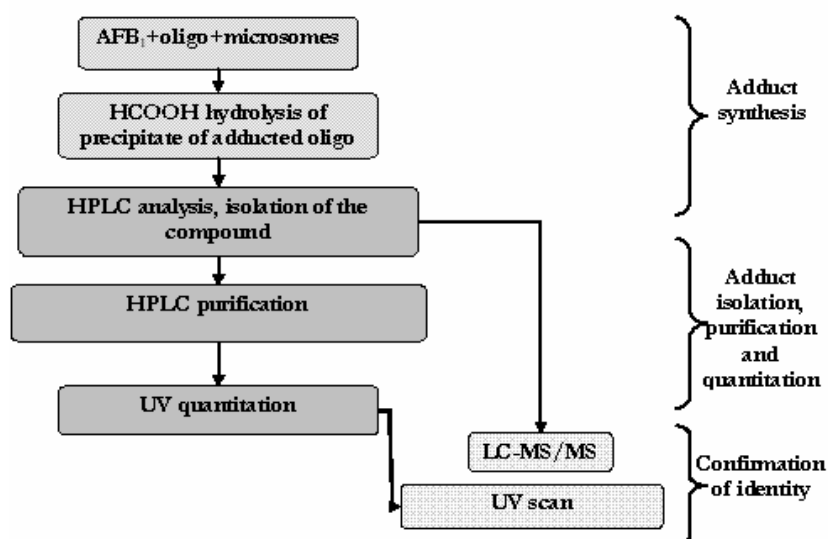 AFB₁+oligo+microsomes
HCOOH hydrolysis of
precipitate of adducted oligo
HPLC analysis, isolation of the
compound
HPLC purification
UV quantitation
LC-MS/MS
UV scan
Adduct
synthesis
Adduct
isolation,
purification
and
quantitation
Confirmation
of identity